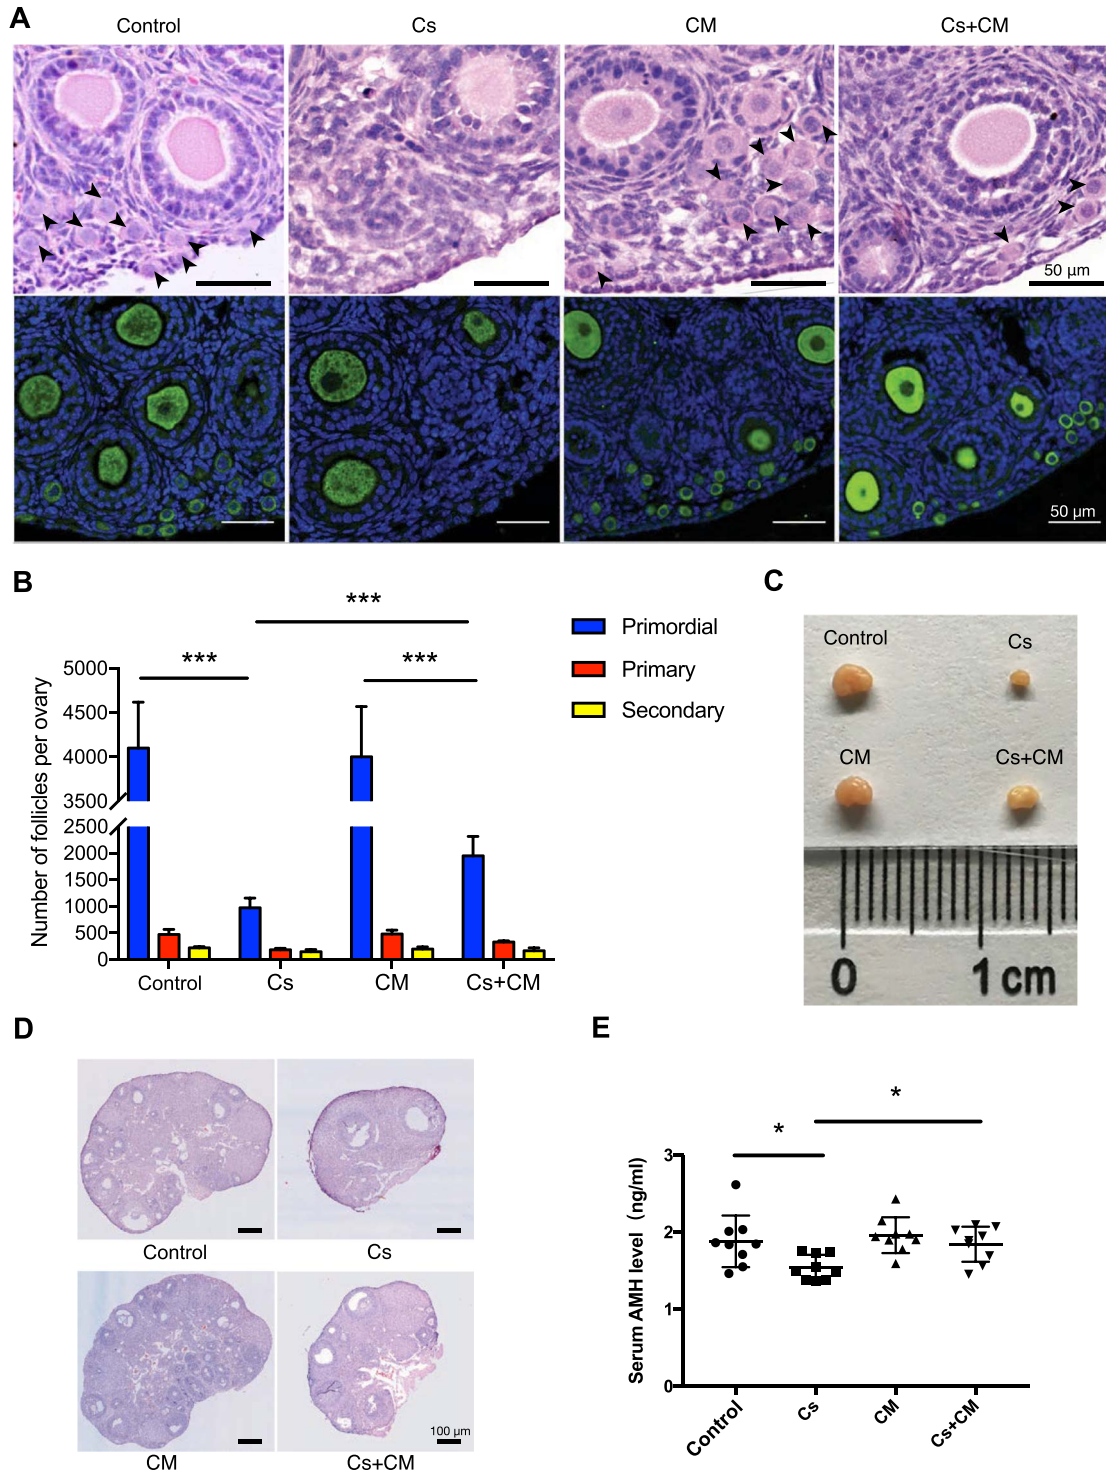 A
Control Cs CM Cs+CM
50 µm
50 µm
B
***
*** ***
Number of follicles per ovary
5000
4500
4000
3500
2500
2000
1500
1000
500
0
Control Cs CM Cs+CM
Primordial
Primary
Secondary
C
Control Cs
CM Cs+CM
0 1 cm
D
Control Cs
100 µm
CM Cs+CM
E
*
*
Serum AMH level (ng/ml)
3
2
1
0
Control Cs CM Cs+CM